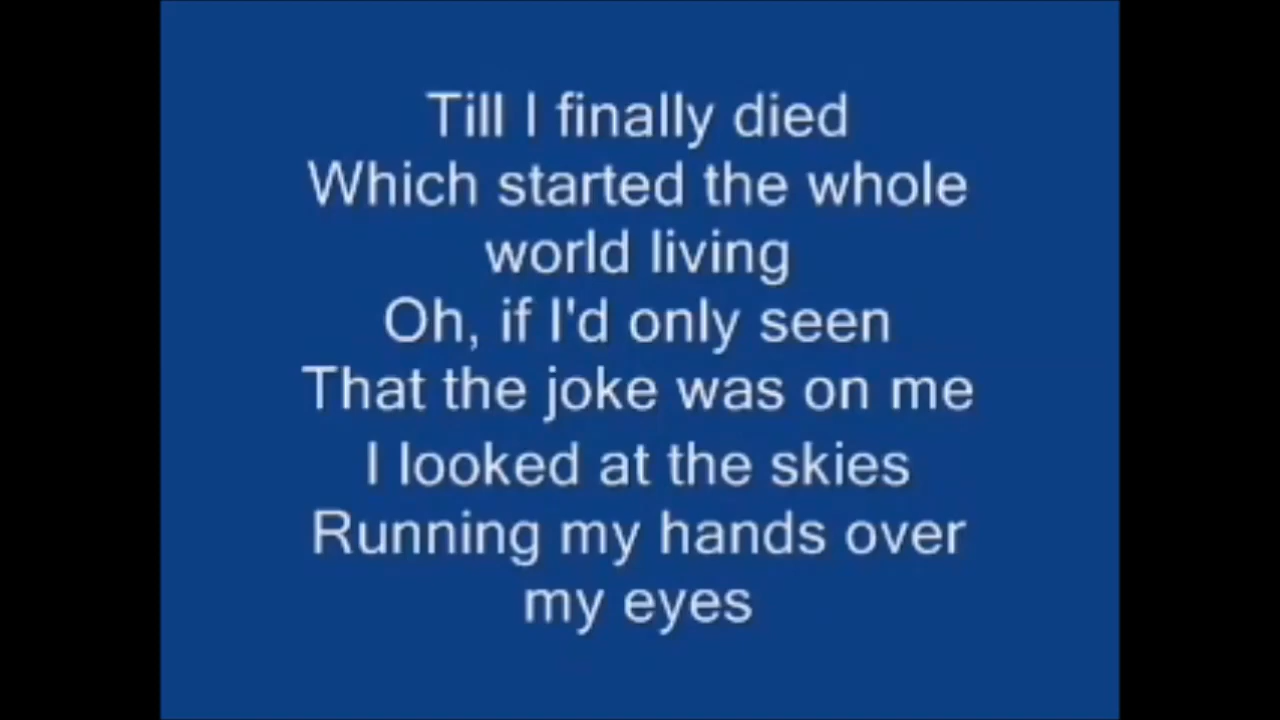 Till I finally died
Which started the whole
world living
Oh, if I'd only seen
That the joke was on me
I looked at the skies
Running my hands over
my eyes